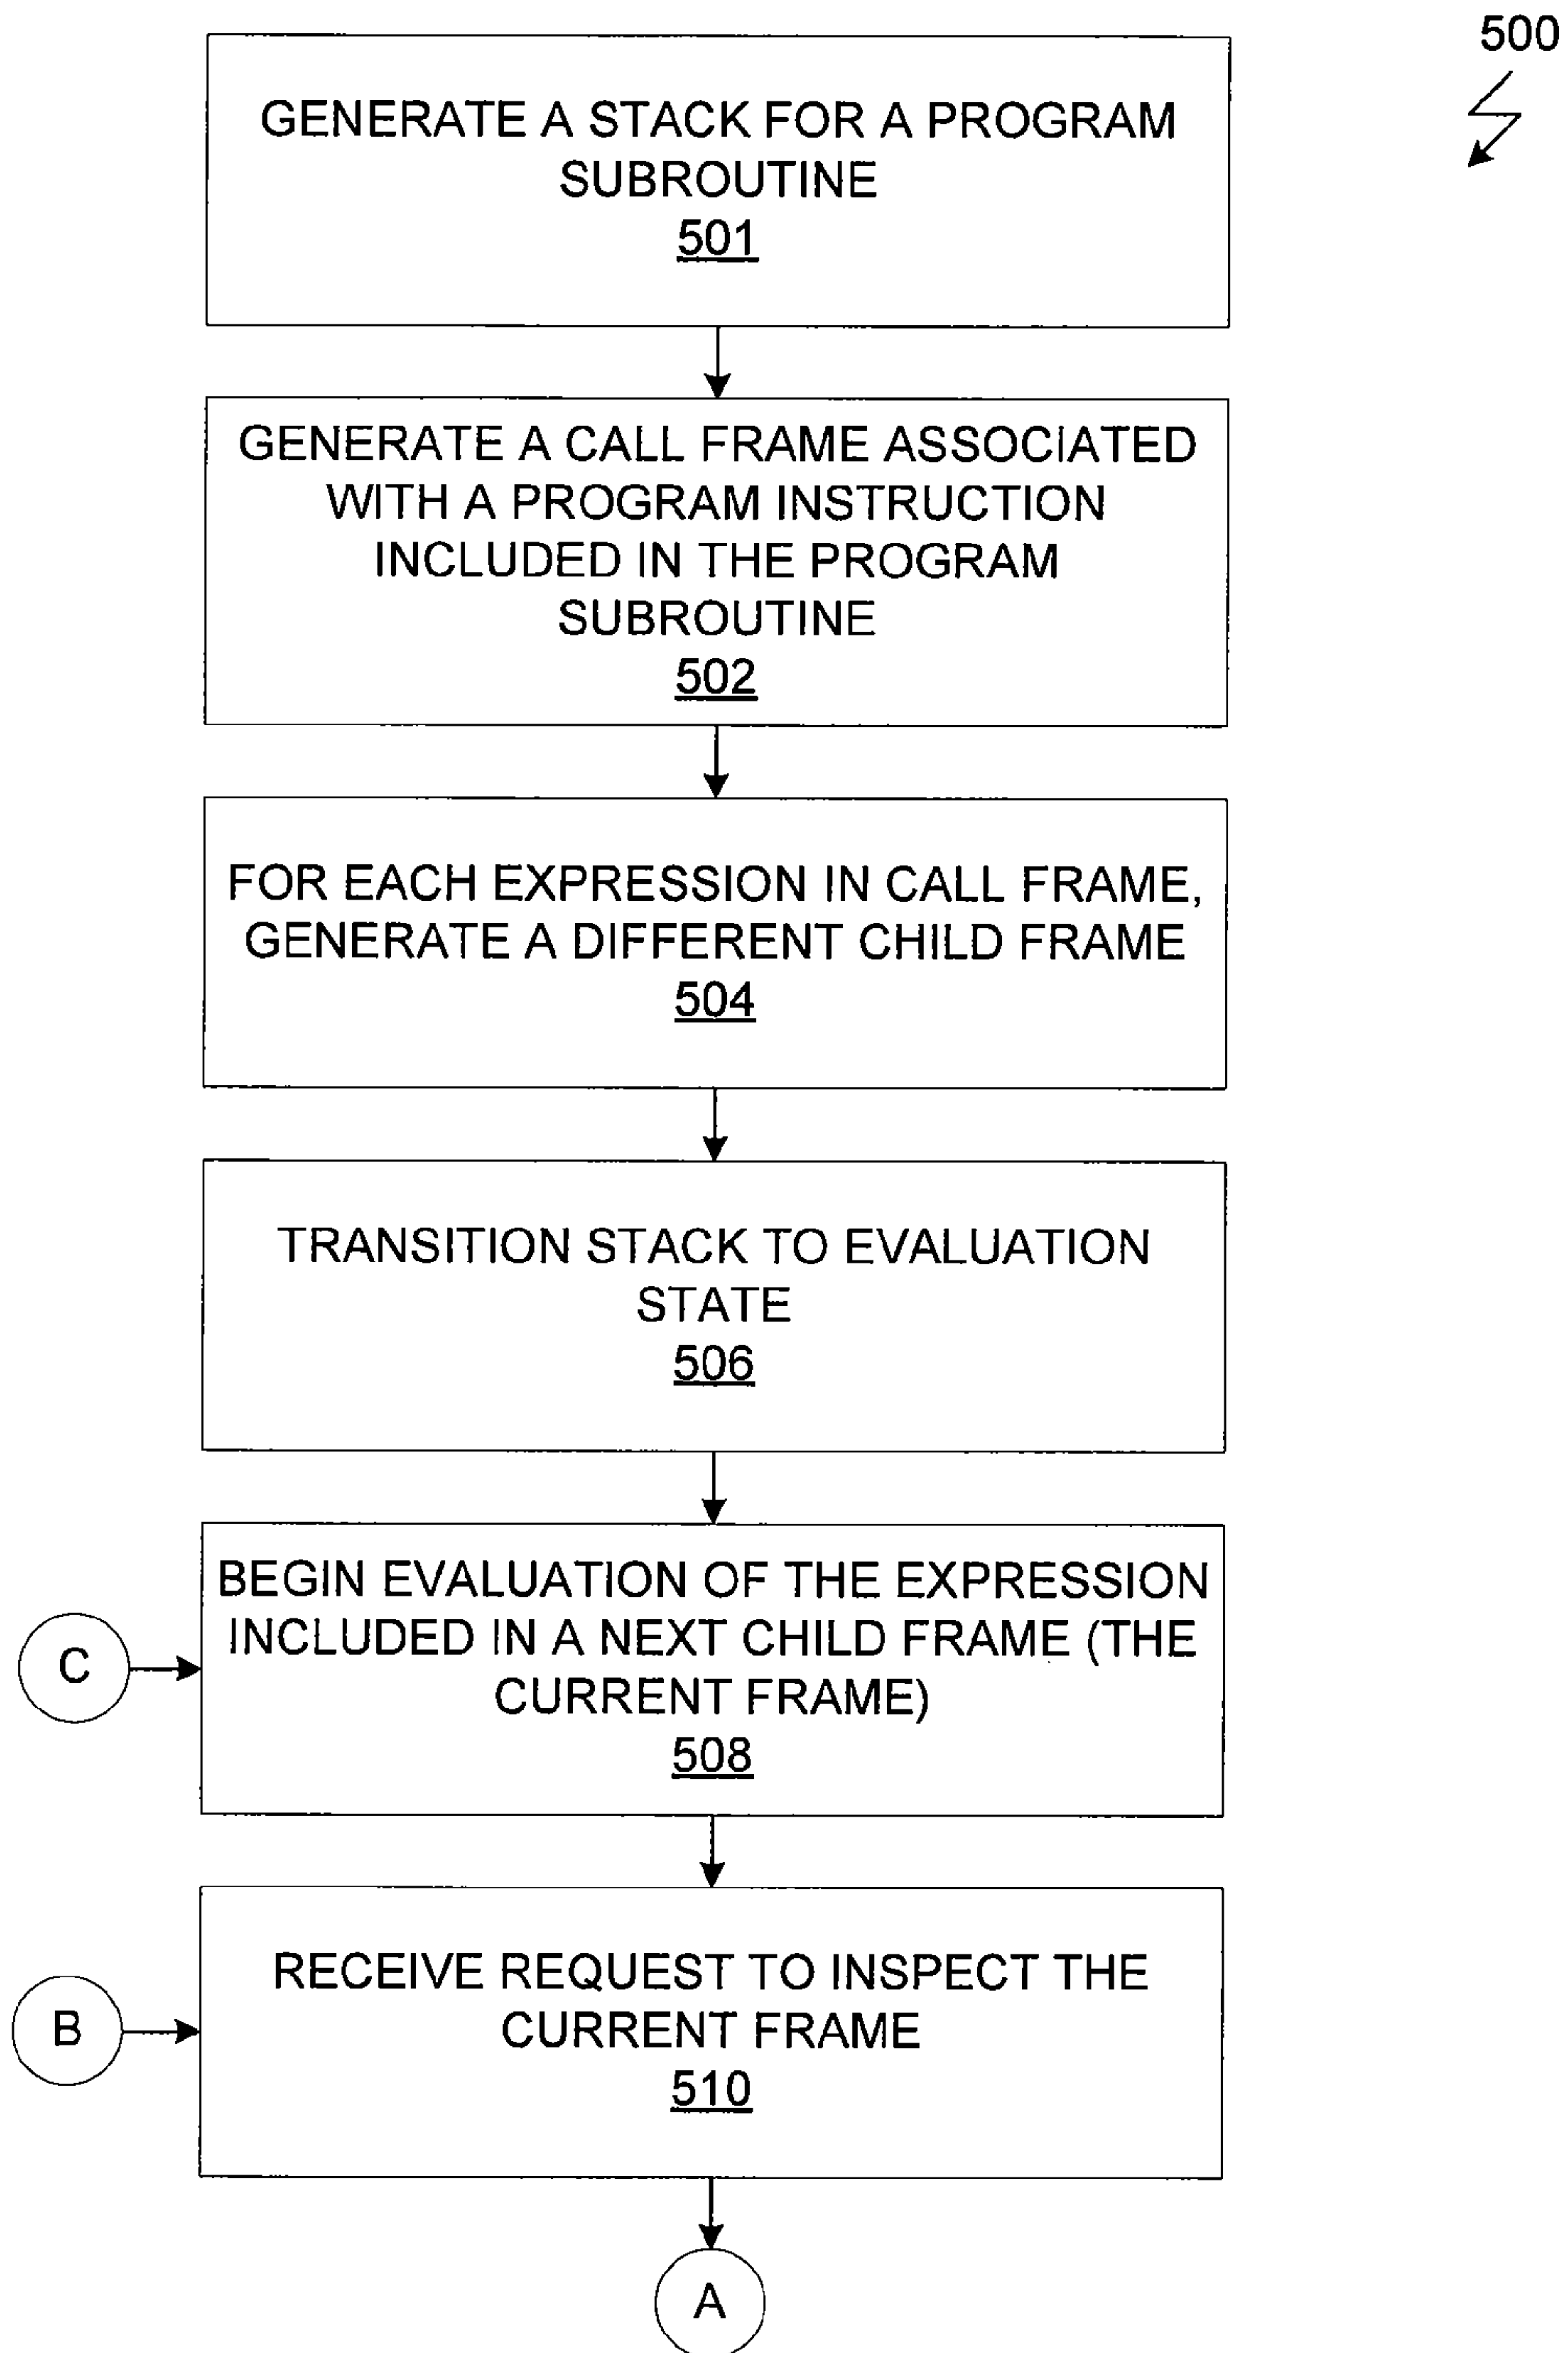 500
GENERATE A STACK FOR A PROGRAM
SUBROUTINE
501
GENERATE A CALL FRAME ASSOCIATED
WITH A PROGRAM INSTRUCTION
INCLUDED IN THE PROGRAM
SUBROUTINE
502
FOR EACH EXPRESSION IN CALL FRAME,
GENERATE A DIFFERENT CHILD FRAME
504
TRANSITION STACK TO EVALUATION
STATE
506
BEGIN EVALUATION OF THE EXPRESSION
INCLUDED IN A NEXT CHILD FRAME (THE
CURRENT FRAME)
508
C
RECEIVE REQUEST TO INSPECT THE
CURRENT FRAME
510
B
A